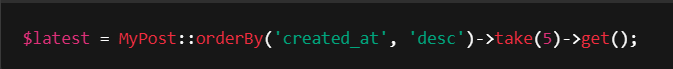 $latest = MyPost::orderBy('created_at', 'desc')->take(5)->get();